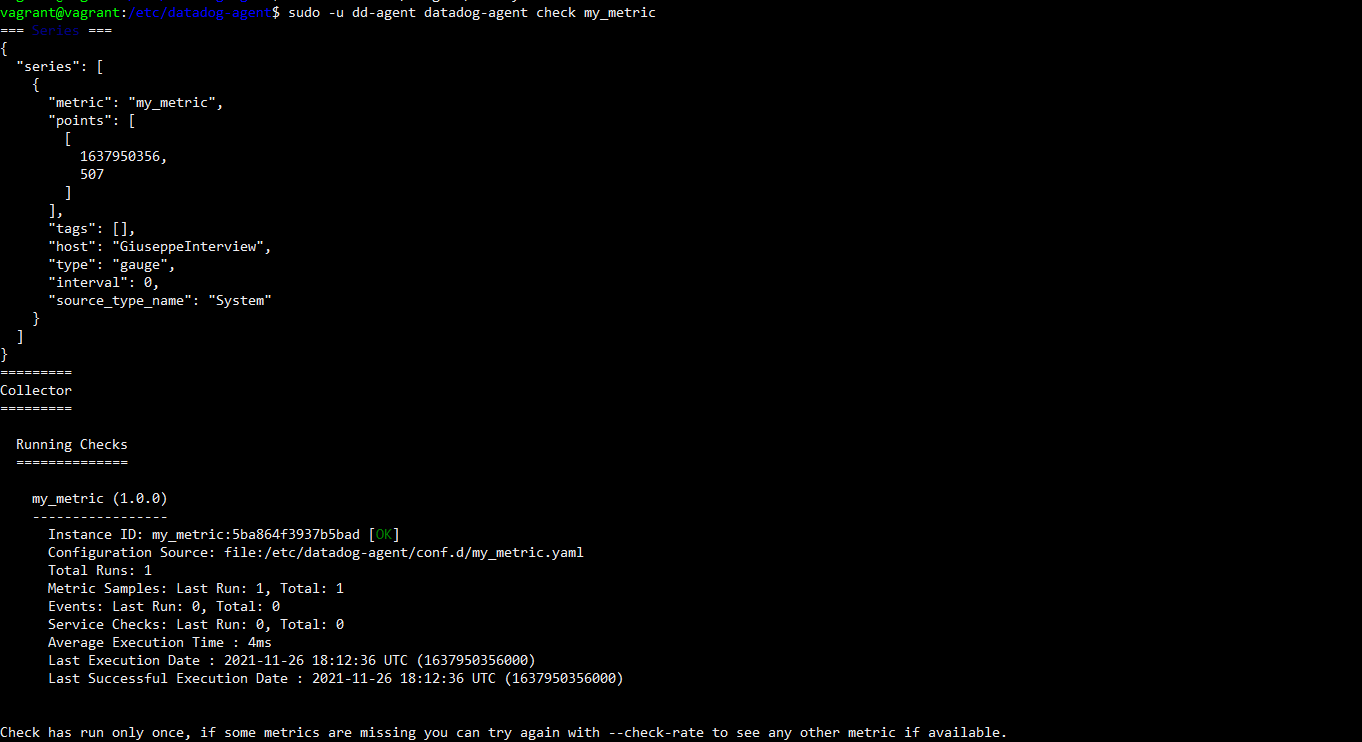 vagrant@vagrant:/etc/datadog-agent$ sudo -u dd-agent datadog-agent check my_metric
=== Series ===
{
  "series": [
    {
      "metric": "my_metric",
      "points": [
        [
          1637950356,
          507
        ]
      ],
      "tags": [],
      "host": "GiuseppeInterview",
      "type": "gauge",
      "interval": 0,
      "source_type_name": "System"
    }
  ]
}
=========
Collector
=========

  Running Checks
  ==============

    my_metric (1.0.0)
    -----------------
      Instance ID: my_metric:5ba864f3937b5bad [OK]
      Configuration Source: file:/etc/datadog-agent/conf.d/my_metric.yaml
      Total Runs: 1
      Metric Samples: Last Run: 1, Total: 1
      Events: Last Run: 0, Total: 0
      Service Checks: Last Run: 0, Total: 0
      Average Execution Time : 4ms
      Last Execution Date : 2021-11-26 18:12:36 UTC (1637950356000)
      Last Successful Execution Date : 2021-11-26 18:12:36 UTC (1637950356000)

Check has run only once, if some metrics are missing you can try again with --check-rate to see any other metric if available.